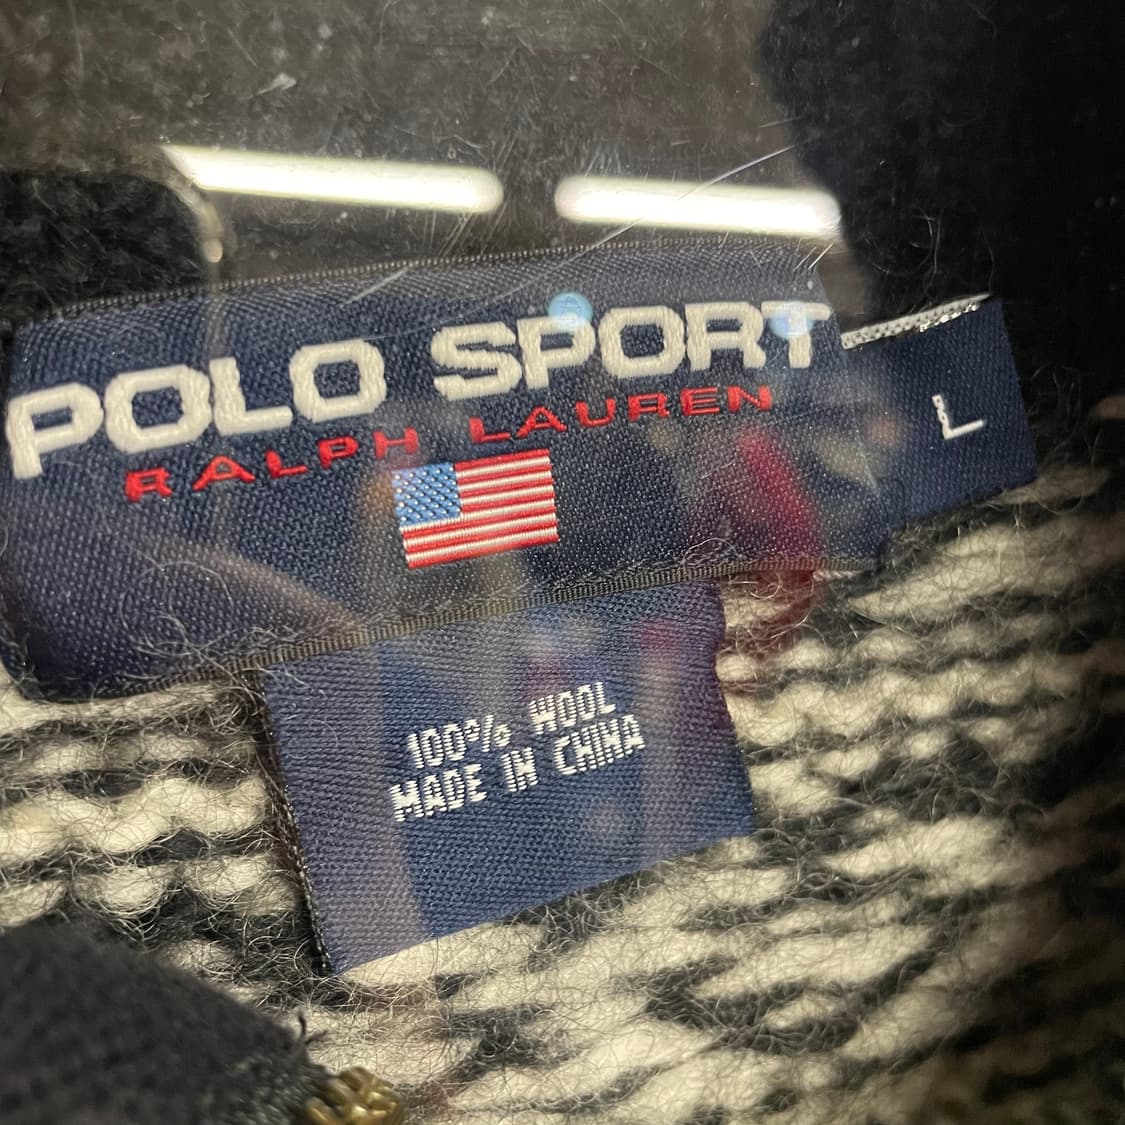 POLO SPORT
RALPH LAUREN
L
100% WOOL
MADE IN CHINA